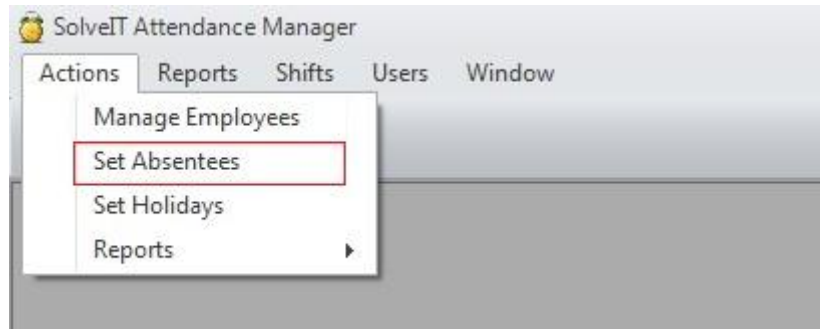 SolveIT Attendance Manager
Actions Reports Shifts Users Window
Manage Employees
Set Absentees
Set Holidays
Reports